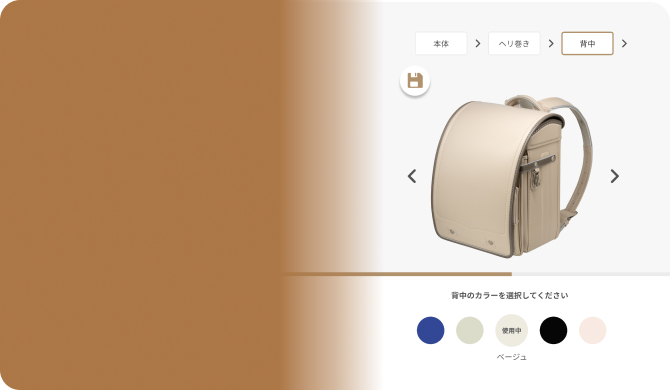 本体
ヘリ巻き
背中
背中のカラーを選択してください
使用中
ベージュ